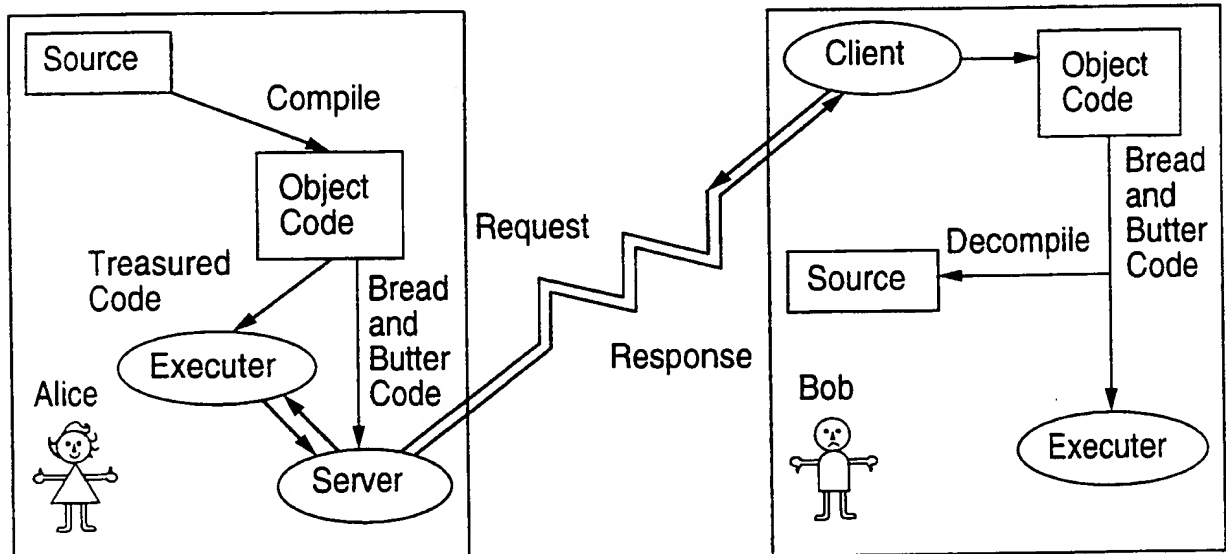 Source
Compile
Object
Code
Treasured
Code
Bread
and
Butter
Code
Executer
Alice
Server
Request
Response
Client
Object
Code
Bread
and
Butter
Code
Decompile
Source
Bob
Executer